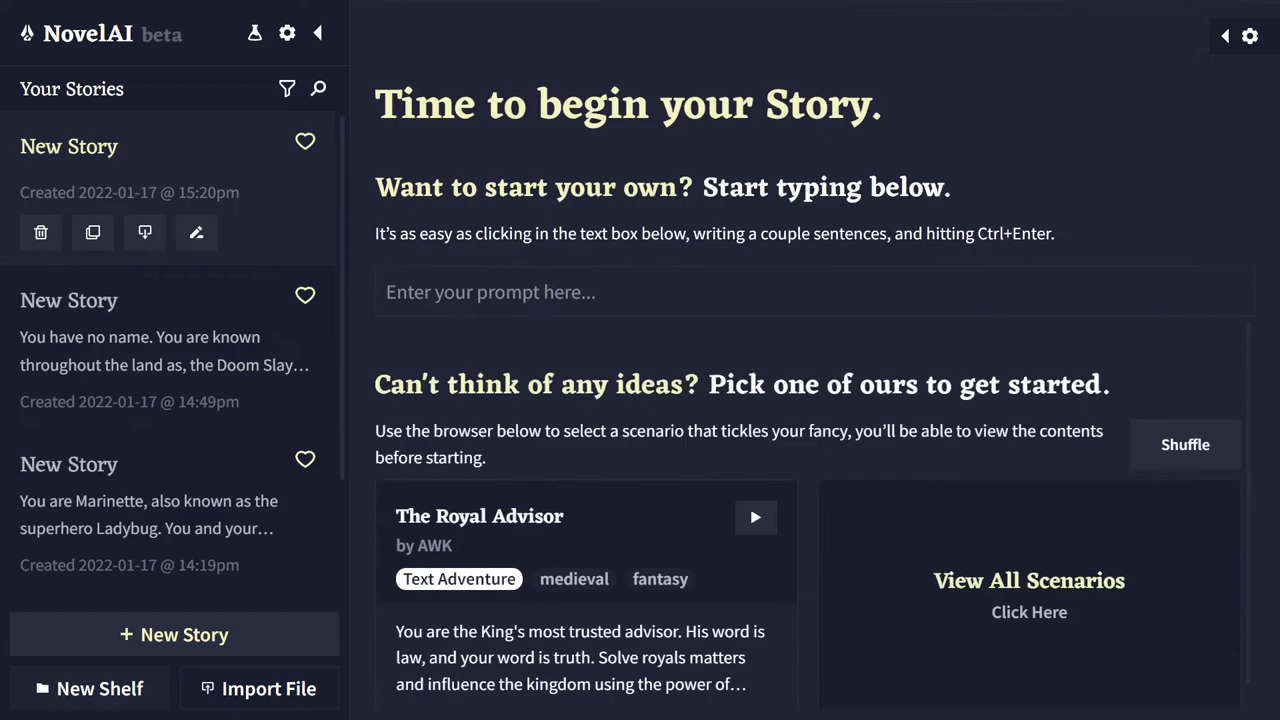 NovelAI beta
Your Stories
New Story
Created 2022-01-17 @ 15:20pm
New Story
You have no name. You are known
throughout the land as, the Doom Slay…
Created 2022-01-17 @ 14:49pm
New Story
You are Marinette, also known as the
superhero Ladybug. You and your…
Created 2022-01-17 @ 14:19pm
+ New Story
New Shelf
Import File
Time to begin your Story.
Want to start your own? Start typing below.
It’s as easy as clicking in the text box below, writing a couple sentences, and hitting Ctrl+Enter.
Enter your prompt here...
Can't think of any ideas? Pick one of ours to get started.
Use the browser below to select a scenario that tickles your fancy, you’ll be able to view the contents
before starting.
Shuffle
The Royal Advisor
by AWK
Text Adventure medieval fantasy
You are the King's most trusted advisor. His word is
law, and your word is truth. Solve royals matters
and influence the kingdom using the power of…
View All Scenarios
Click Here